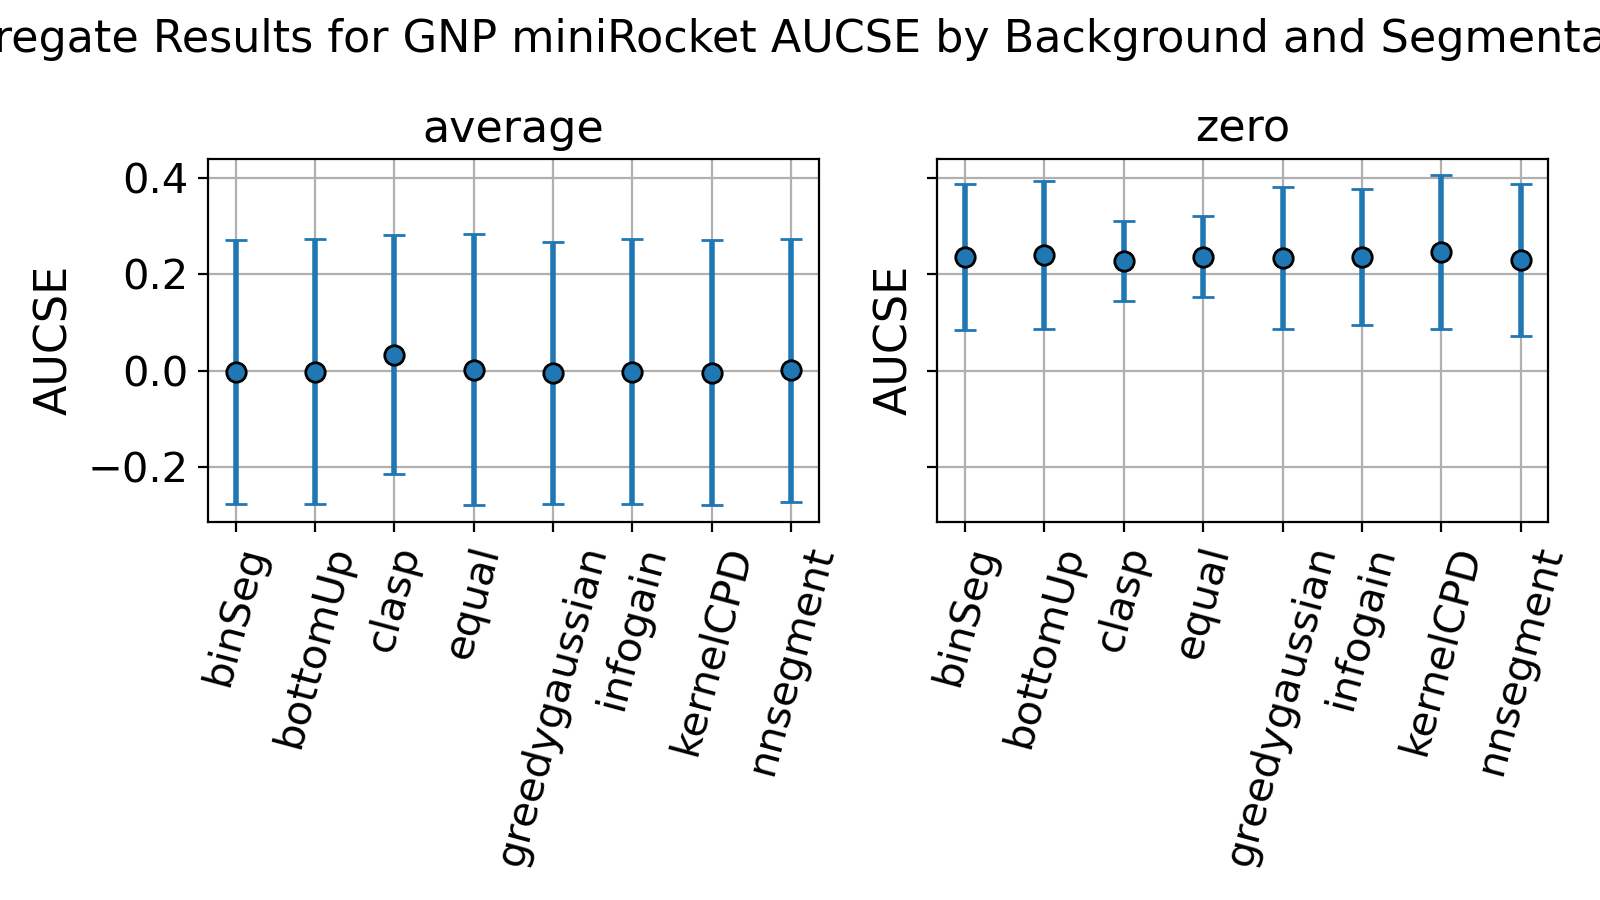 regate Results for GNP miniRocket AUCSE by Background and Segmenta
average
zero
AUCSE
0.4
0.2
0.0
−0.2
binSeg
bottomUp
clasp
equal
greedygaussian
infogain
kernelCPD
nnsegment
AUCSE
binSeg
bottomUp
clasp
equal
greedygaussian
infogain
kernelCPD
nnsegment